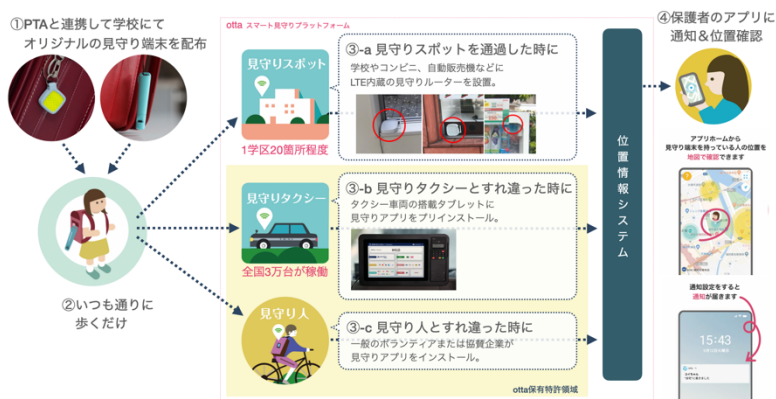 ①PTAと連携して学校にて
オリジナルの見守り端末を配布
②いつも通りに
歩くだけ
otta スマート見守りプラットフォーム
見守りスポット
1学区20箇所程度
③-a 見守りスポットを通過した時に
学校やコンビニ、自動販売機などに
LTE内蔵の見守りルーターを設置。
見守りタクシー
全国3万台が稼働
③-b 見守りタクシーとすれ違った時に
タクシー車両の搭載タブレットに
見守りアプリをプリインストール。
見守り人
③-c 見守り人とすれ違った時に
一般のボランティアまたは協賛企業が
見守りアプリをインストール。
otta保有特許領域
位置情報システム
④保護者のアプリに
通知＆位置確認
アプリホームから
見守り端末を持っている人の位置を
地図で確認できます
通知設定をすると
通知が届きます
15:43